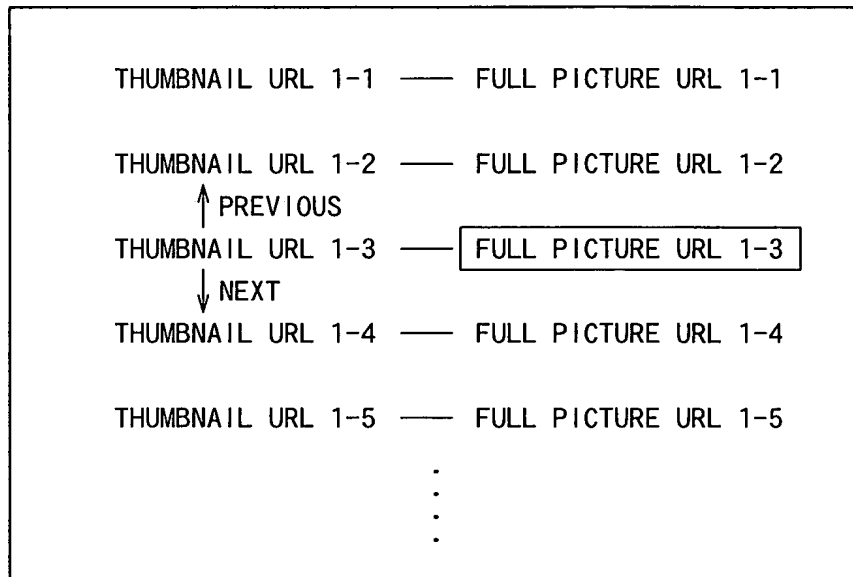 THUMBNAIL URL 1-1 — FULL PICTURE URL 1-1
THUMBNAIL URL 1-2 — FULL PICTURE URL 1-2
PREVIOUS
THUMBNAIL URL 1-3 — FULL PICTURE URL 1-3
NEXT
THUMBNAIL URL 1-4 — FULL PICTURE URL 1-4
THUMBNAIL URL 1-5 — FULL PICTURE URL 1-5